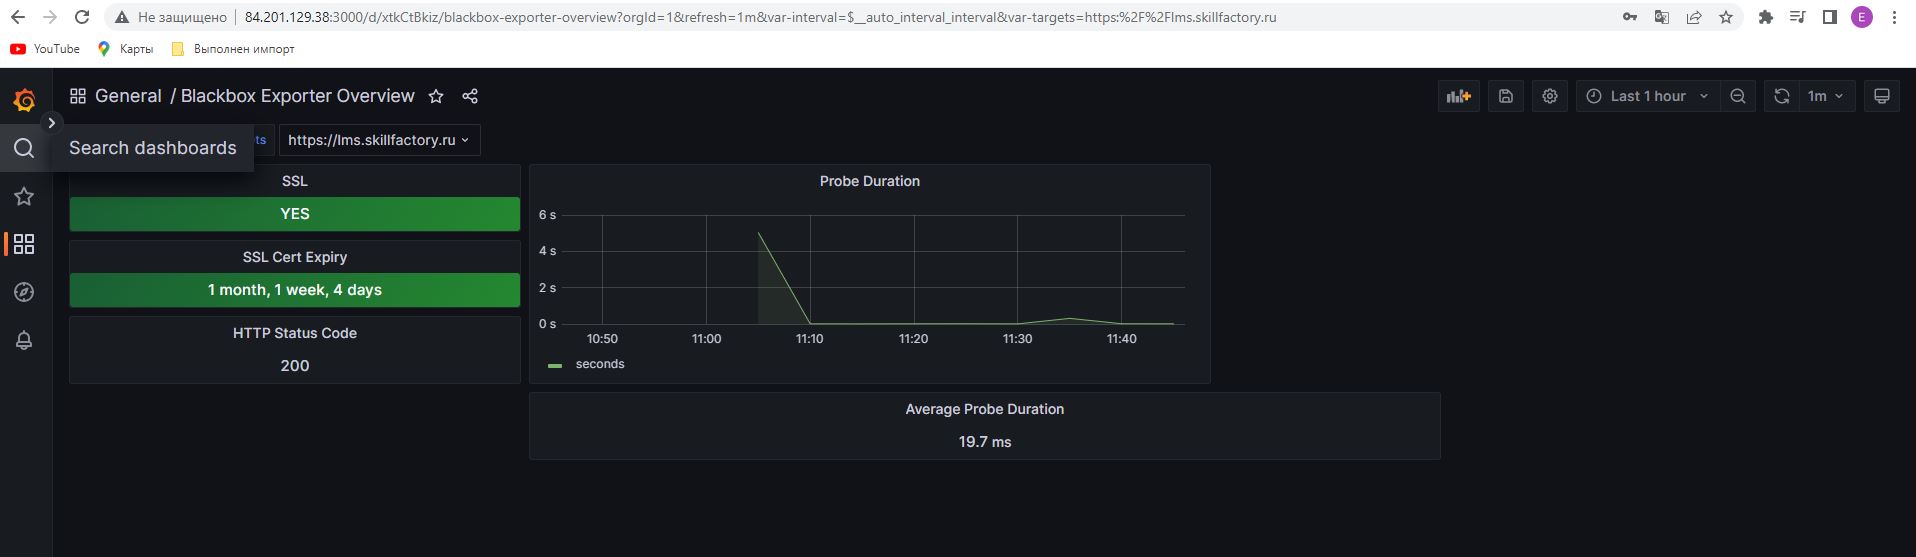 Не защищено 84.201.129.38:3000/d/xtkCtBkiz/blackbox-exporter-overview?orgId=1&refresh=1m&var-interval=$__auto_interval_interval&var-targets=https:%2F%2Flms.skillfactory.ru
E
YouTube Карты Выполнен импорт
General / Blackbox Exporter Overview
Last 1 hour 1m
Search dashboards
ts https://lms.skillfactory.ru
SSL
YES
SSL Cert Expiry
1 month, 1 week, 4 days
HTTP Status Code
200
Probe Duration
6 s
4 s
2 s
0 s
10:50 11:00 11:10 11:20 11:30 11:40
seconds
Average Probe Duration
19.7 ms